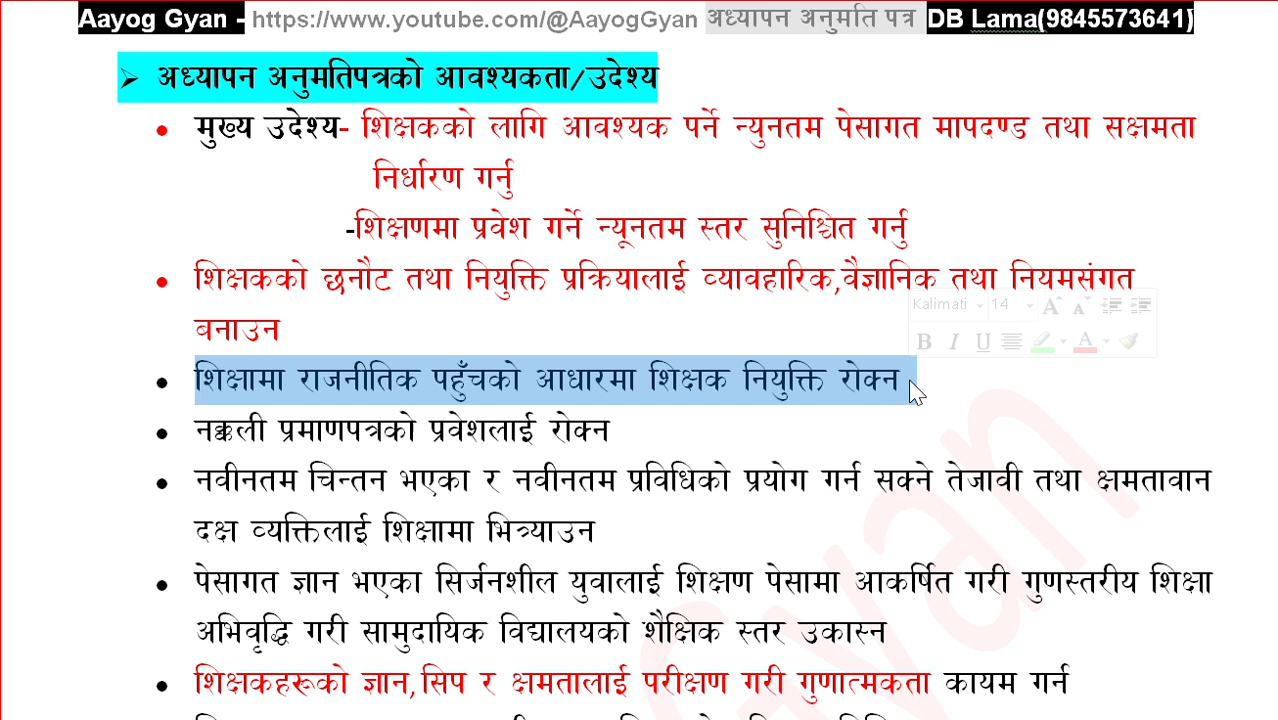 Aayog Gyan - https://www.youtube.com/@AayogGyan अध्यापन अनुमति पत्र DB Lama(9845573641)
➢ अध्यापन अनुमतिपत्रको आवश्यकता/उदेश्य
• मुख्य उदेश्य- शिक्षकको लागि आवश्यक पर्ने न्युनतम पेसागत मापदण्ड तथा सक्षमता
निर्धारण गर्नु
-शिक्षणमा प्रवेश गर्ने न्यूनतम स्तर सुनिश्चित गर्नु
• शिक्षकको छनौट तथा नियुक्ति प्रक्रियालाई व्यावहारिक,वैज्ञानिक तथा नियमसंगत
बनाउन
Kalimati 14
B I U A
• शिक्षामा राजनीतिक पहुँचको आधारमा शिक्षक नियुक्ति रोक्न
• नक्कली प्रमाणपत्रको प्रवेशलाई रोक्न
• नवीनतम चिन्तन भएका र नवीनतम प्रविधिको प्रयोग गर्न सक्ने तेजावी तथा क्षमतावान
दक्ष व्यक्तिलाई शिक्षामा भित्र्याउन
• पेसागत ज्ञान भएका सिर्जनशील युवालाई शिक्षण पेसामा आकर्षित गरी गुणस्तरीय शिक्षा
अभिवृद्धि गरी सामुदायिक विद्यालयको शैक्षिक स्तर उकास्न
• शिक्षकहरूको ज्ञान,सिप र क्षमतालाई परीक्षण गरी गुणात्मकता कायम गर्न